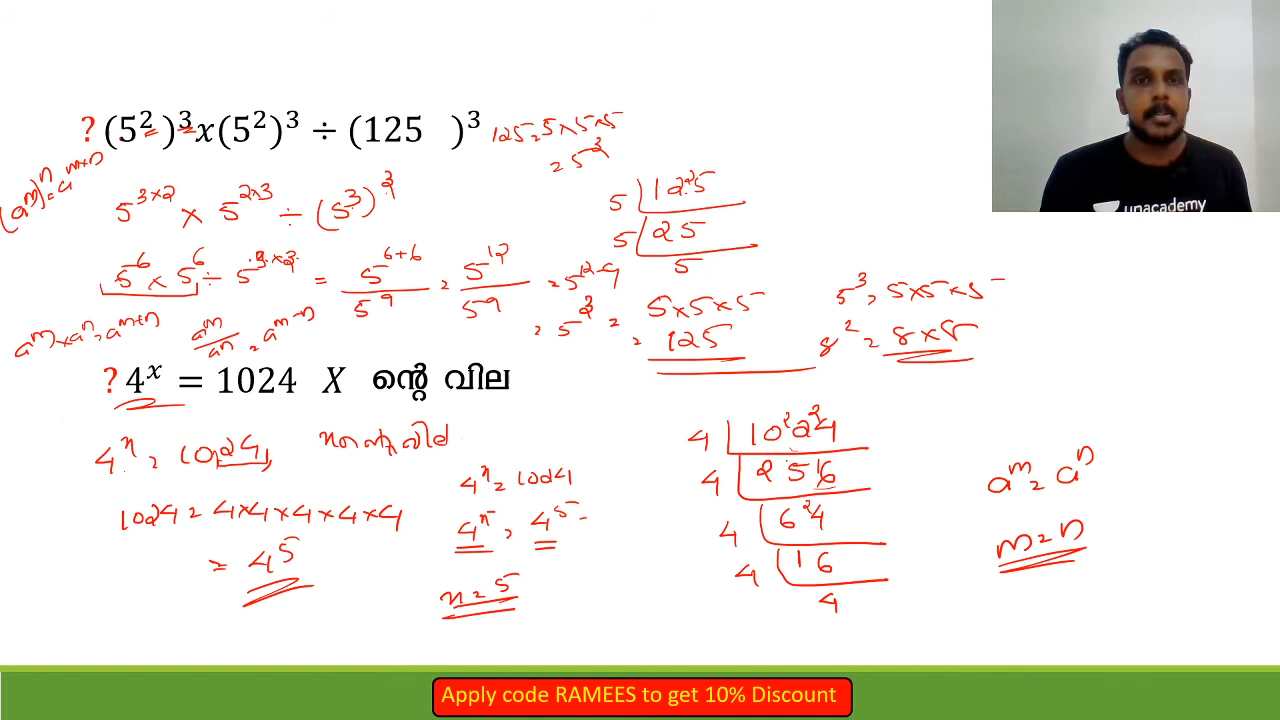 ? (5²)³x(5²)³ ÷ (125 )³
125 = 5×5×5
= 5³
(aᵐ)ⁿ = aᵐˣⁿ
5³ˣ² × 5²ˣ³ ÷ (5³)³
5⁶ × 5⁶ ÷ 5³ˣ³ = 5⁶⁺⁶/5⁹ = 5¹²/5⁹ = 5¹²⁻⁹
= 5³ = 5×5×5
= 125
5 | 125
5 | 25
5
5³ = 5×5×5
8² = 8×8
aᵐ×aⁿ = aᵐ⁺ⁿ
aᵐ/aⁿ = aᵐ⁻ⁿ
? 4ˣ = 1024 X ന്റെ വില
4ˣ = 1024, xന്റെ വില
1024 = 4×4×4×4×4
= 4⁵
4ˣ = 1024
4ˣ = 4⁵
x = 5
4 | 1024
4 | 256
4 | 64
4 | 16
4
aᵐ = aⁿ
m = n
unacademy
Apply code RAMEES to get 10% Discount